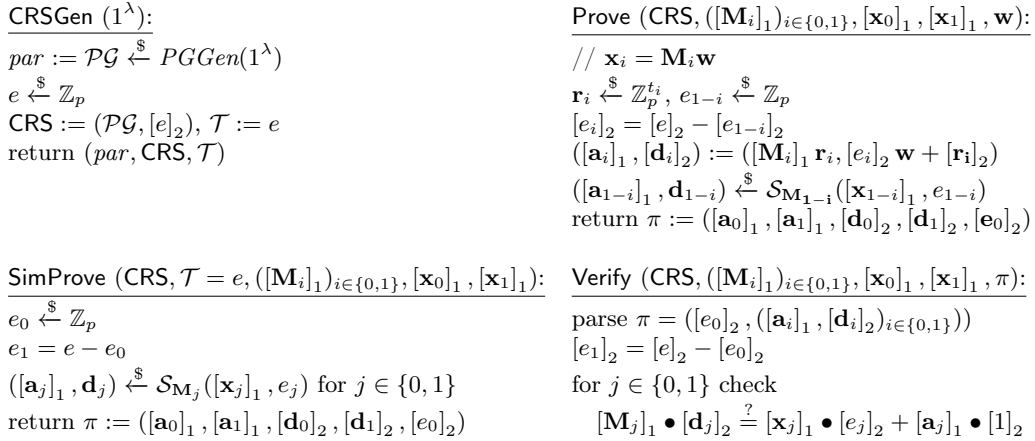 CRSGen (1^λ):
par := PG ←$ PGGen(1^λ)
e ←$ ℤ_p
CRS := (PG, [e]_2), T := e
return (par, CRS, T)
Prove (CRS, ([M_i]_1)_{i∈{0,1}}, [x_0]_1, [x_1]_1, w):
// x_i = M_i w
r_i ←$ ℤ_p^{t_i}, e_{1−i} ←$ ℤ_p
[e_i]_2 = [e]_2 − [e_{1−i}]_2
([a_i]_1, [d_i]_2) := ([M_i]_1 r_i, [e_i]_2 w + [r_i]_2)
([a_{1−i}]_1, d_{1−i}) ←$ S_{M_{1−i}}([x_{1−i}]_1, e_{1−i})
return π := ([a_0]_1, [a_1]_1, [d_0]_2, [d_1]_2, [e_0]_2)
SimProve (CRS, T = e, ([M_i]_1)_{i∈{0,1}}, [x_0]_1, [x_1]_1):
e_0 ←$ ℤ_p
e_1 = e − e_0
([a_j]_1, d_j) ←$ S_{M_j}([x_j]_1, e_j) for j ∈ {0, 1}
return π := ([a_0]_1, [a_1]_1, [d_0]_2, [d_1]_2, [e_0]_2)
Verify (CRS, ([M_i]_1)_{i∈{0,1}}, [x_0]_1, [x_1]_1, π):
parse π = ([e_0]_2, ([a_i]_1, [d_i]_2)_{i∈{0,1}}))
[e_1]_2 = [e]_2 − [e_0]_2
for j ∈ {0, 1} check
[M_j]_1 • [d_j]_2 ≟ [x_j]_1 • [e_j]_2 + [a_j]_1 • [1]_2